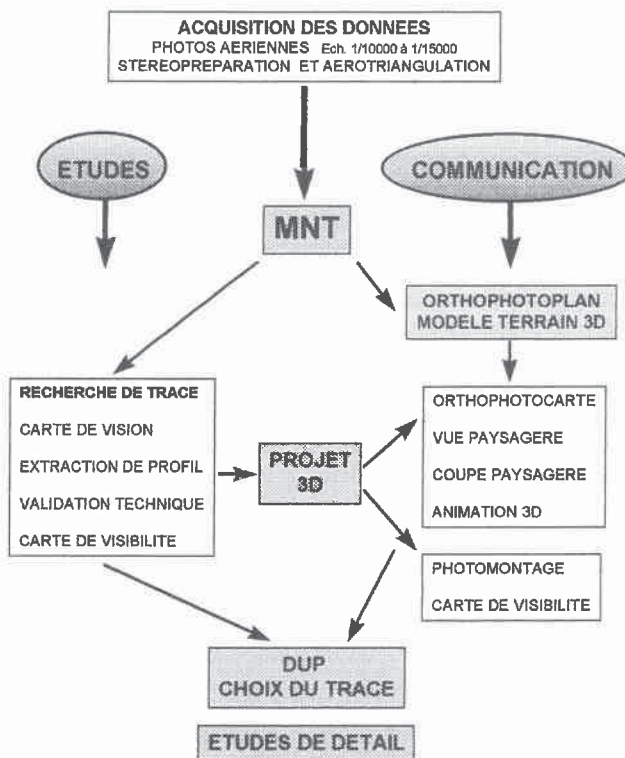 ACQUISITION DES DONNEES
PHOTOS AERIENNES Ech. 1/10000 à 1/15000
STEREOPREPARATION ET AEROTRIANGULATION
ETUDES
COMMUNICATION
MNT
ORTHOPHOTOPLAN
MODELE TERRAIN 3D
RECHERCHE DE TRACE
CARTE DE VISION
EXTRACTION DE PROFIL
VALIDATION TECHNIQUE
CARTE DE VISIBILITE
PROJET
3D
ORTHOPHOTOCARTE
VUE PAYSAGERE
COUPE PAYSAGERE
ANIMATION 3D
PHOTOMONTAGE
CARTE DE VISIBILITE
DUP
CHOIX DU TRACE
ETUDES DE DETAIL